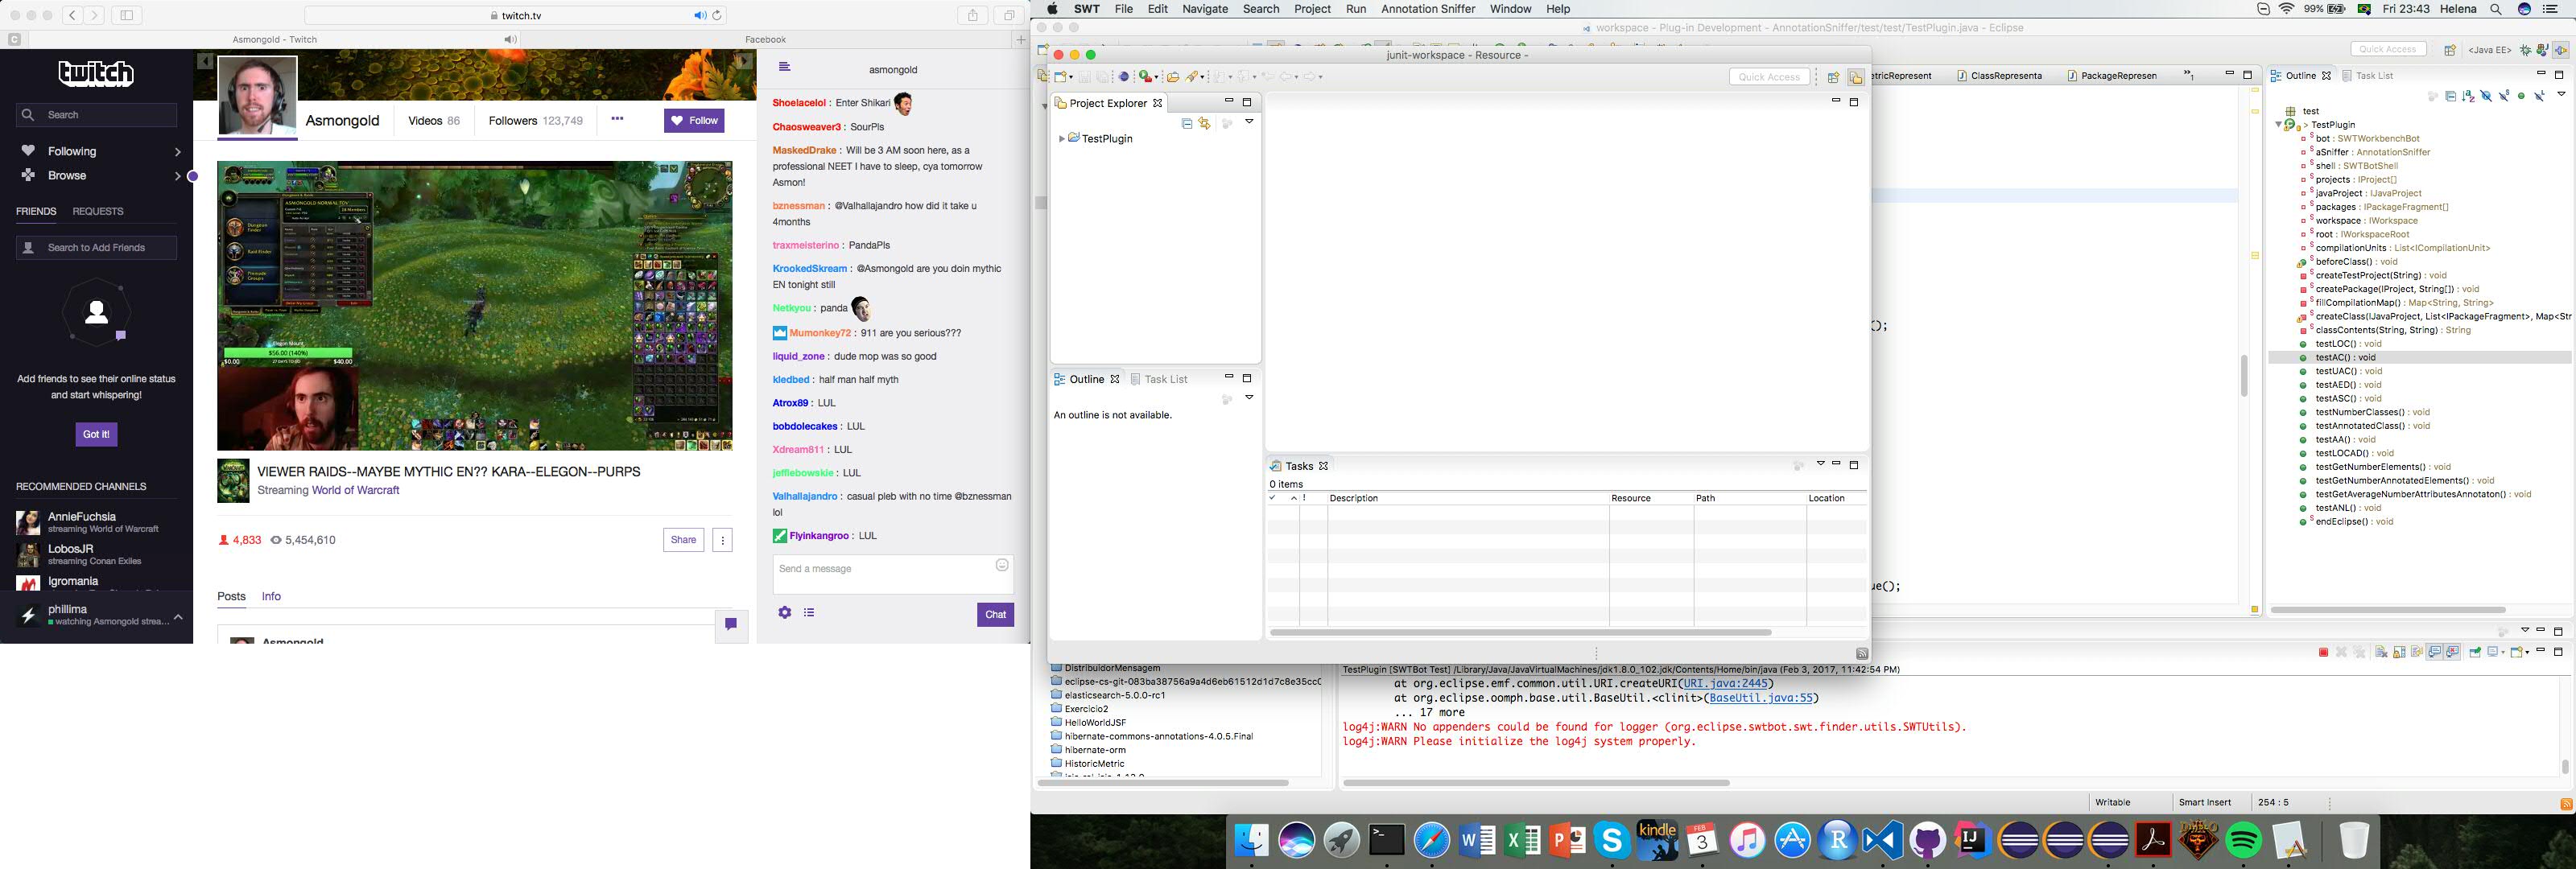 twitch.tv
Asmongold - Twitch
Facebook
twitch
Search
Following
Browse
FRIENDS REQUESTS
Search to Add Friends
Add friends to see their online status
and start whispering!
Got it!
RECOMMENDED CHANNELS
AnnieFuchsia
streaming World of Warcraft
LobosJR
streaming Conan Exiles
Igromania
phillima
watching Asmongold strea...
Asmongold
Videos 86
Followers 123,749
Follow
$56.00 (140%)
$0.00
$40.00
VIEWER RAIDS--MAYBE MYTHIC EN?? KARA--ELEGON--PURPS
Streaming World of Warcraft
4,833
5,454,610
Share
Posts Info
Asmongold
asmongold
Shoelacelol : Enter Shikari
Chaosweaver3 : SourPls
MaskedDrake : Will be 3 AM soon here, as a
professional NEET I have to sleep, cya tomorrow
Asmon!
bznessman : @Valhallajandro how did it take u
4months
traxmeisterino : PandaPls
KrookedSkream : @Asmongold are you doin mythic
EN tonight still
Netkyou : panda
Mumonkey72 : 911 are you serious???
liquid_zone : dude mop was so good
kledbed : half man half myth
Atrox89 : LUL
bobdolecakes : LUL
Xdream811 : LUL
jeffiebowskie : LUL
Valhallajandro : casual pleb with no time @bznessman
lol
Flyinkangroo : LUL
Send a message
Chat
SWT File Edit Navigate Search Project Run Annotation Sniffer Window Help
99%
Fri 23:43 Helena
workspace - Plug-in Development - AnnotationSniffer/test/test/TestPlugin.java - Eclipse
Quick Access
<Java EE>
junit-workspace - Resource -
Quick Access
Project Explorer
TestPlugin
Outline
Task List
An outline is not available.
Tasks
0 items
! Description Resource Path Location
etricRepresent
ClassRepresenta
PackageRepresen
();
ue();
Outline
Task List
test
TestPlugin
bot : SWTWorkbenchBot
aSniffer : AnnotationSniffer
shell : SWTBotShell
projects : IProject[]
javaProject : IJavaProject
packages : IPackageFragment[]
workspace : IWorkspace
root : IWorkspaceRoot
compilationUnits : List<ICompilationUnit>
beforeClass() : void
createTestProject(String) : void
createPackage(IProject, String[]) : void
fillCompilationMap() : Map<String, String>
createClass(IJavaProject, List<IPackageFragment>, Map<Str
classContents(String, String) : String
testLOC() : void
testAC() : void
testUAC() : void
testAED() : void
testASC() : void
testNumberClasses() : void
testAnnotatedClass() : void
testAA() : void
testLOCAD() : void
testGetNumberElements() : void
testGetNumberAnnotatedElements() : void
testGetAverageNumberAttributesAnnotaton() : void
testANL() : void
endEclipse() : void
DistribuidorMensagem
eclipse-cs-git-083ba38756a9a4d6eb61512d1d7c8e35cc0
elasticsearch-5.0.0-rc1
Exercicio2
HelloWorldJSF
hibernate-commons-annotations-4.0.5.Final
hibernate-orm
HistoricMetric
TestPlugin [SWTBot Test] /Library/Java/JavaVirtualMachines/jdk1.8.0_102.jdk/Contents/Home/bin/java (Feb 3, 2017, 11:42:54 PM)
at org.eclipse.emf.common.util.URI.createURI(URI.java:2445)
at org.eclipse.oomph.base.util.BaseUtil.<clinit>(BaseUtil.java:55)
... 17 more
log4j:WARN No appenders could be found for logger (org.eclipse.swtbot.swt.finder.utils.SWTUtils).
log4j:WARN Please initialize the log4j system properly.
Writable
Smart Insert
254 : 5
kindle
FEB
3